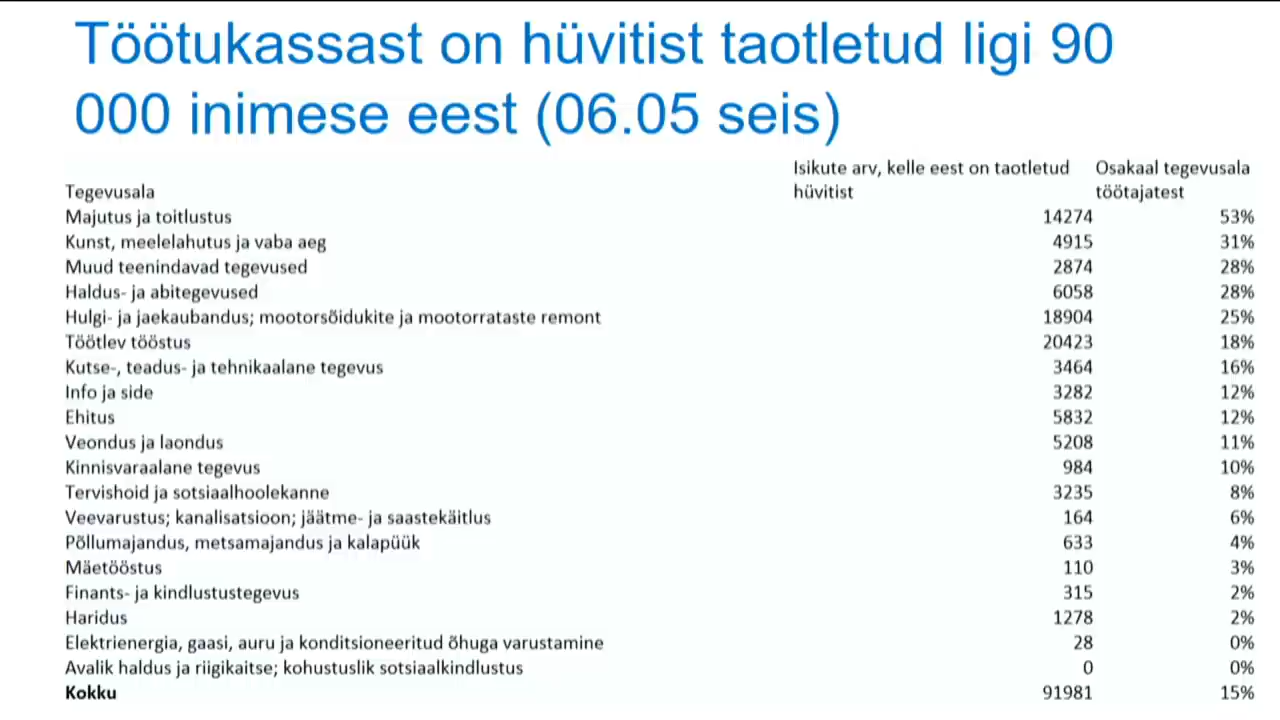 Töötukassast on hüvitist taotletud ligi 90
000 inimese eest (06.05 seis)
Isikute arv, kelle eest on taotletud Osakaal tegevusala
Tegevusala hüvitist töötajatest
Majutus ja toitlustus 14274 53%
Kunst, meelelahutus ja vaba aeg 4915 31%
Muud teenindavad tegevused 2874 28%
Haldus- ja abitegevused 6058 28%
Hulgi- ja jaekaubandus; mootorsõidukite ja mootorrataste remont 18904 25%
Töötlev tööstus 20423 18%
Kutse-, teadus- ja tehnikaalane tegevus 3464 16%
Info ja side 3282 12%
Ehitus 5832 12%
Veondus ja laondus 5208 11%
Kinnisvaraalane tegevus 984 10%
Tervishoid ja sotsiaalhoolekanne 3235 8%
Veevarustus; kanalisatsioon; jäätme- ja saastekäitlus 164 6%
Põllumajandus, metsamajandus ja kalapüük 633 4%
Mäetööstus 110 3%
Finants- ja kindlustustegevus 315 2%
Haridus 1278 2%
Elektrienergia, gaasi, auru ja konditsioneeritud õhuga varustamine 28 0%
Avalik haldus ja riigikaitse; kohustuslik sotsiaalkindlustus 0 0%
Kokku 91981 15%